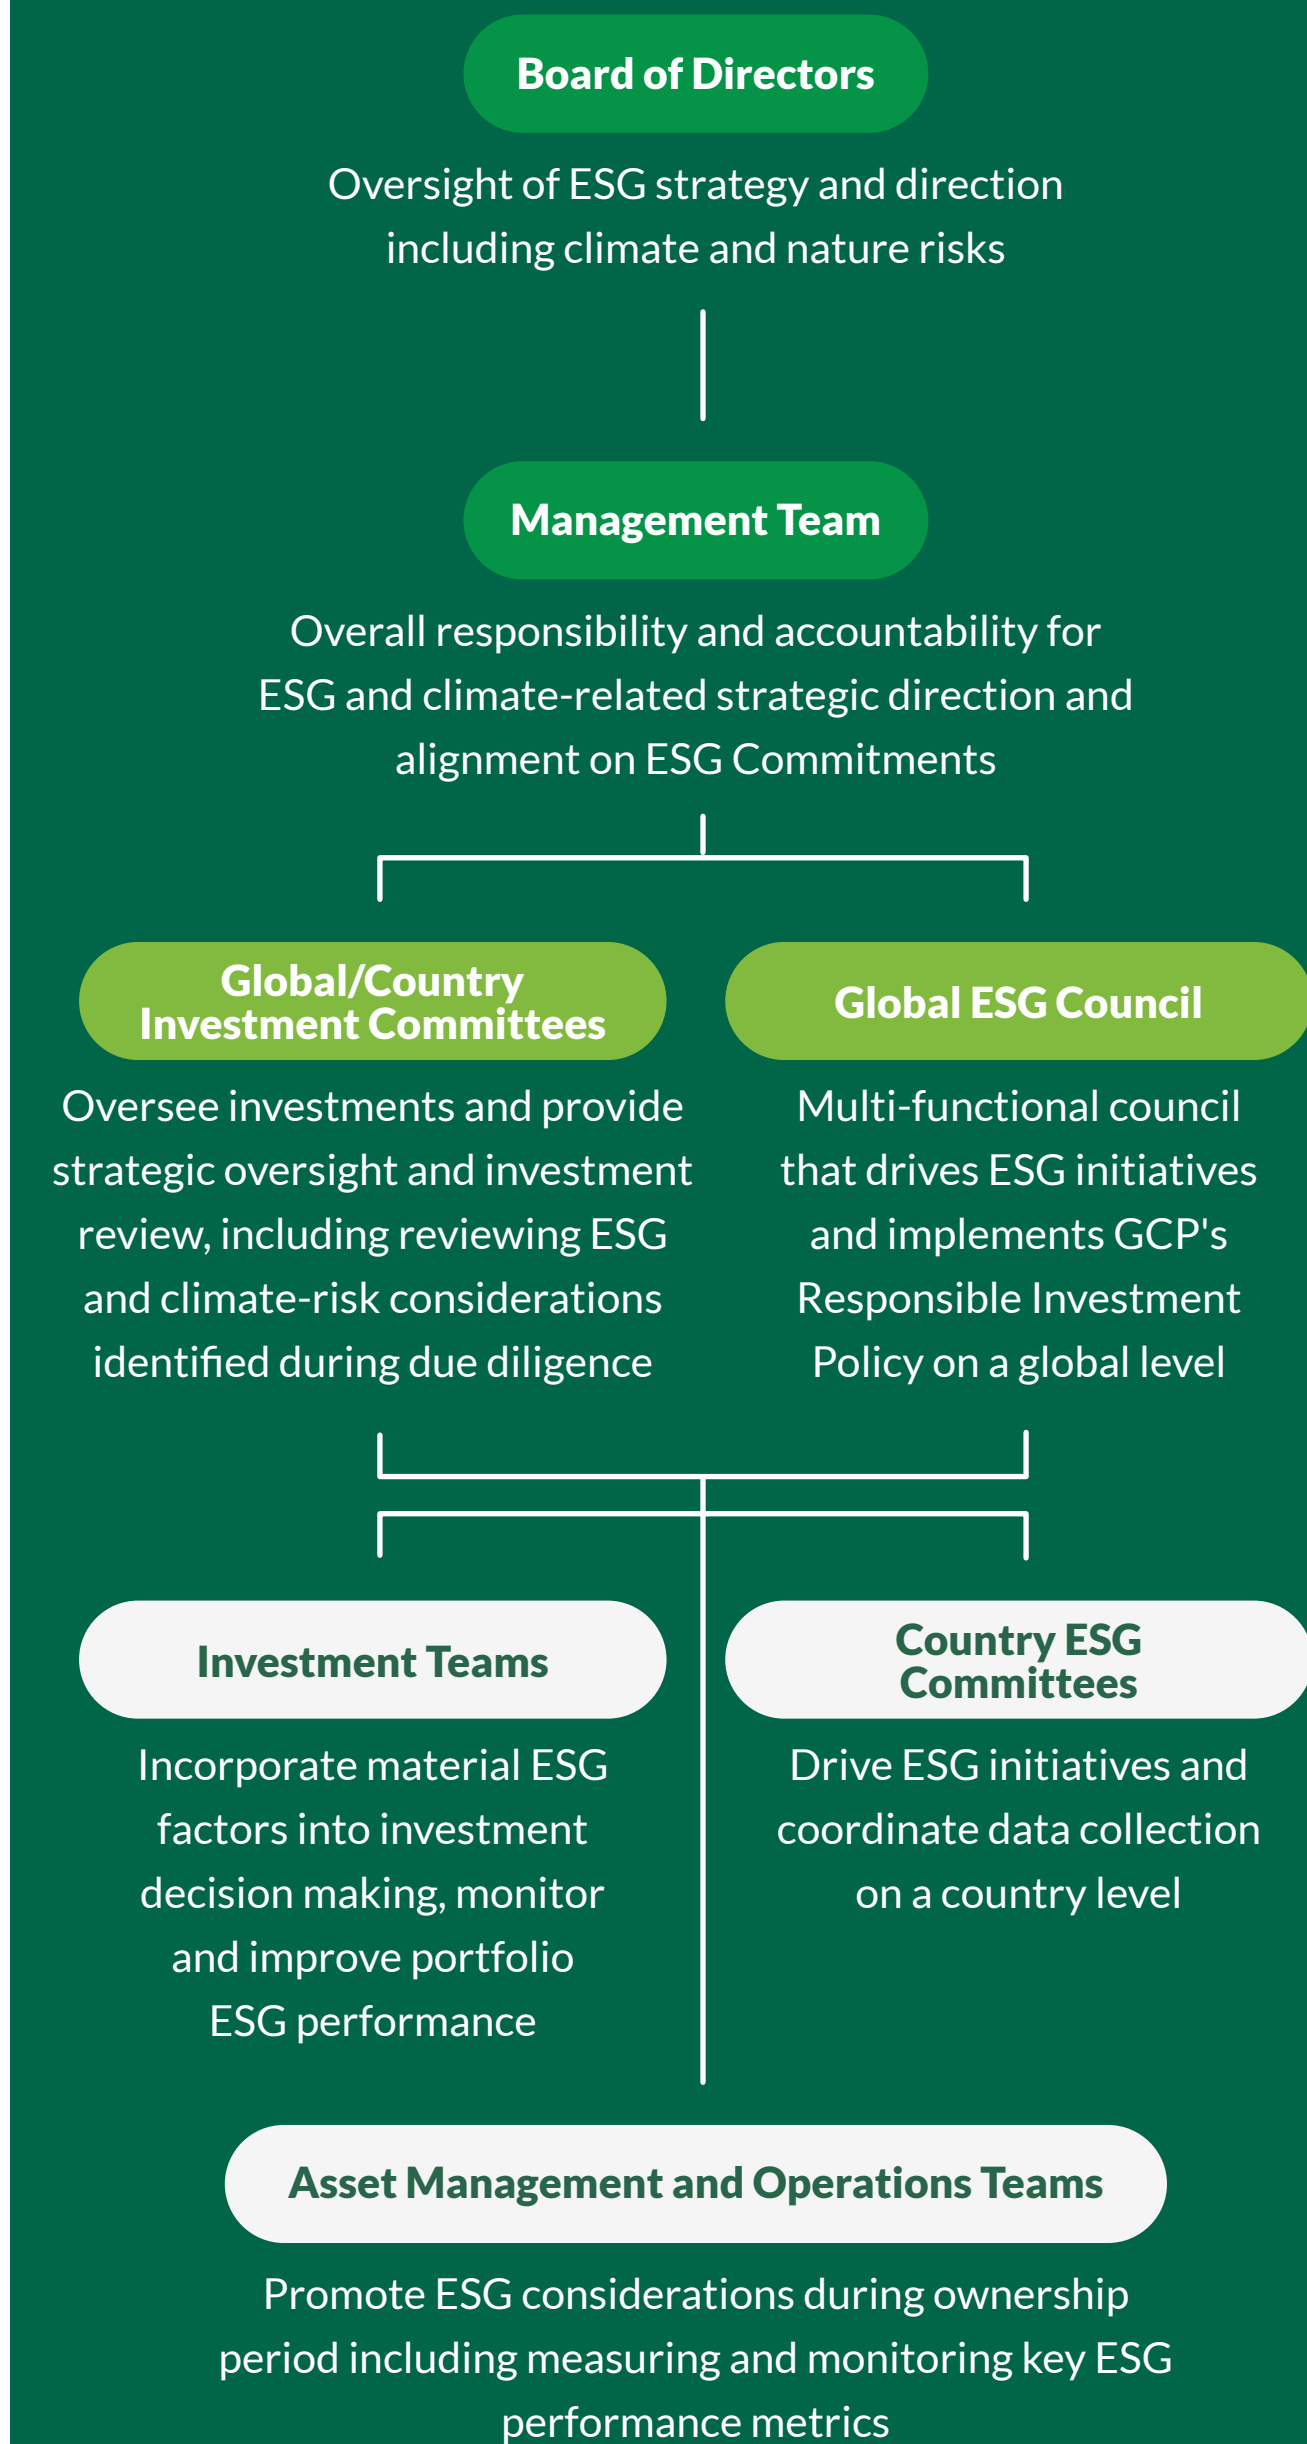 Board of Directors
Oversight of ESG strategy and direction
including climate and nature risks
Management Team
Overall responsibility and accountability for
ESG and climate-related strategic direction and
alignment on ESG Commitments
Global/Country
Investment Committees
Oversee investments and provide
strategic oversight and investment
review, including reviewing ESG
and climate-risk considerations
identified during due diligence
Global ESG Council
Multi-functional council
that drives ESG initiatives
and implements GCP's
Responsible Investment
Policy on a global level
Investment Teams
Incorporate material ESG
factors into investment
decision making, monitor
and improve portfolio
ESG performance
Country ESG
Committees
Drive ESG initiatives and
coordinate data collection
on a country level
Asset Management and Operations Teams
Promote ESG considerations during ownership
period including measuring and monitoring key ESG
performance metrics